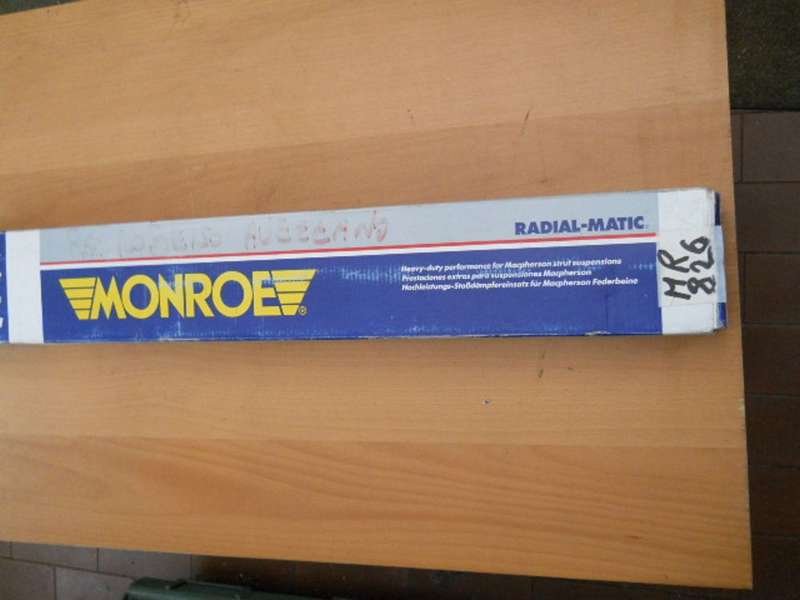 RADIAL-MATIC
MONROE®
Heavy-duty performance for Macpherson strut suspensions
Prestaciones extras para suspensiones Macpherson
Hochleistungs-Stoßdämpfereinsatz für Macpherson Federbeine
MR
826